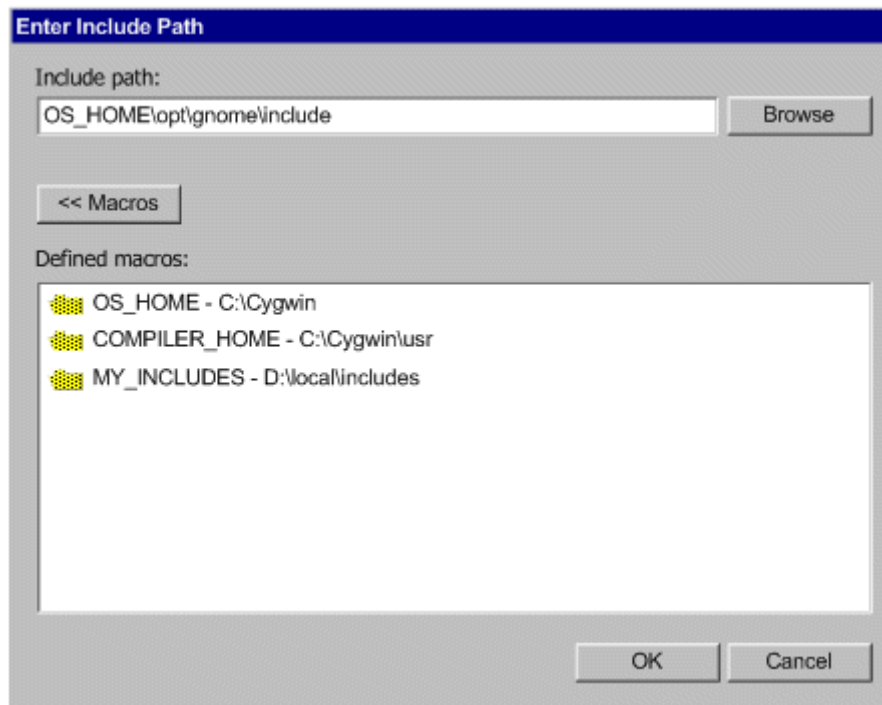 Enter Include Path
Include path:
OS_HOME\opt\gnome\include
Browse
<< Macros
Defined macros:
OS_HOME - C:\Cygwin
COMPILER_HOME - C:\Cygwin\usr
MY_INCLUDES - D:\local\includes
OK
Cancel